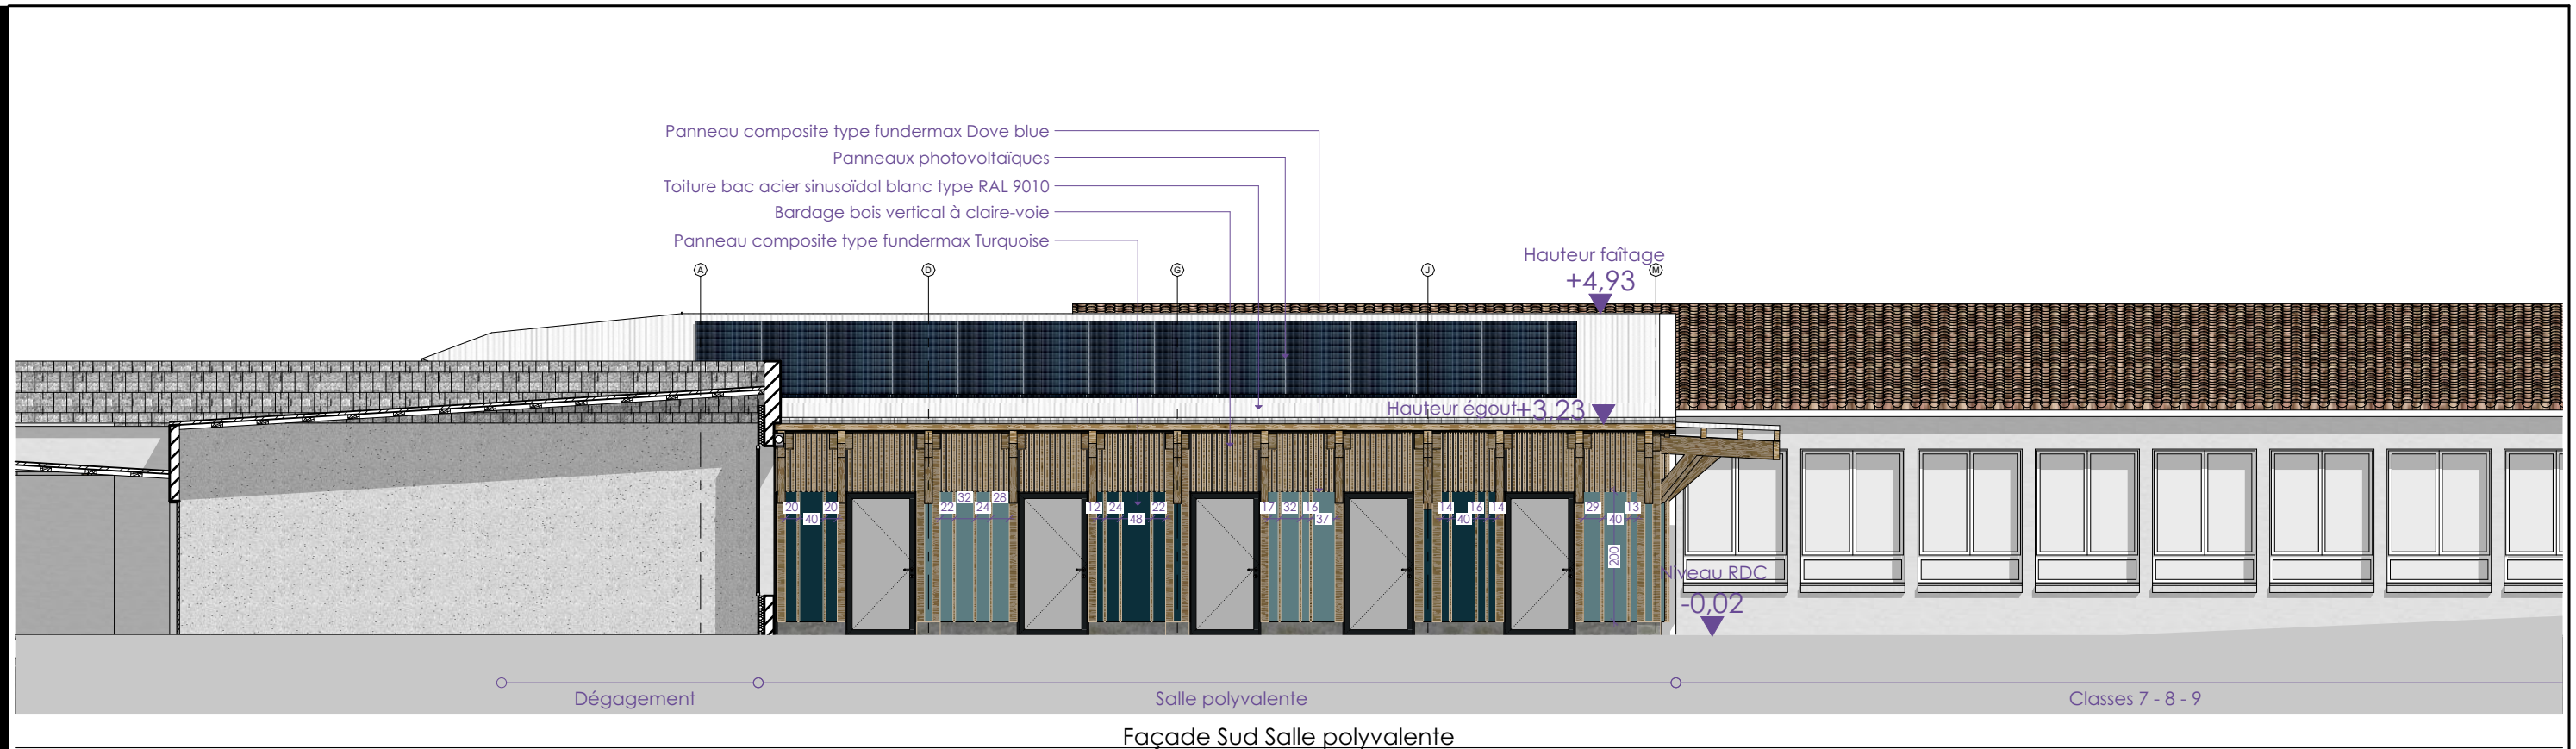 Panneau composite type fundermax Dove blue
Panneaux photovoltaïques
Toiture bac acier sinusoïdal blanc type RAL 9010
Bardage bois vertical à claire-voie
Panneau composite type fundermax Turquoise
Hauteur faîtage
+4,93
A D G J M
Hauteur égout +3,23
20 40 20 22 32 24 28 12 24 48 22 17 32 16 37 14 40 16 14 29 40 13
200
Niveau RDC
-0,02
Dégagement Salle polyvalente Classes 7 - 8 - 9
Façade Sud Salle polyvalente